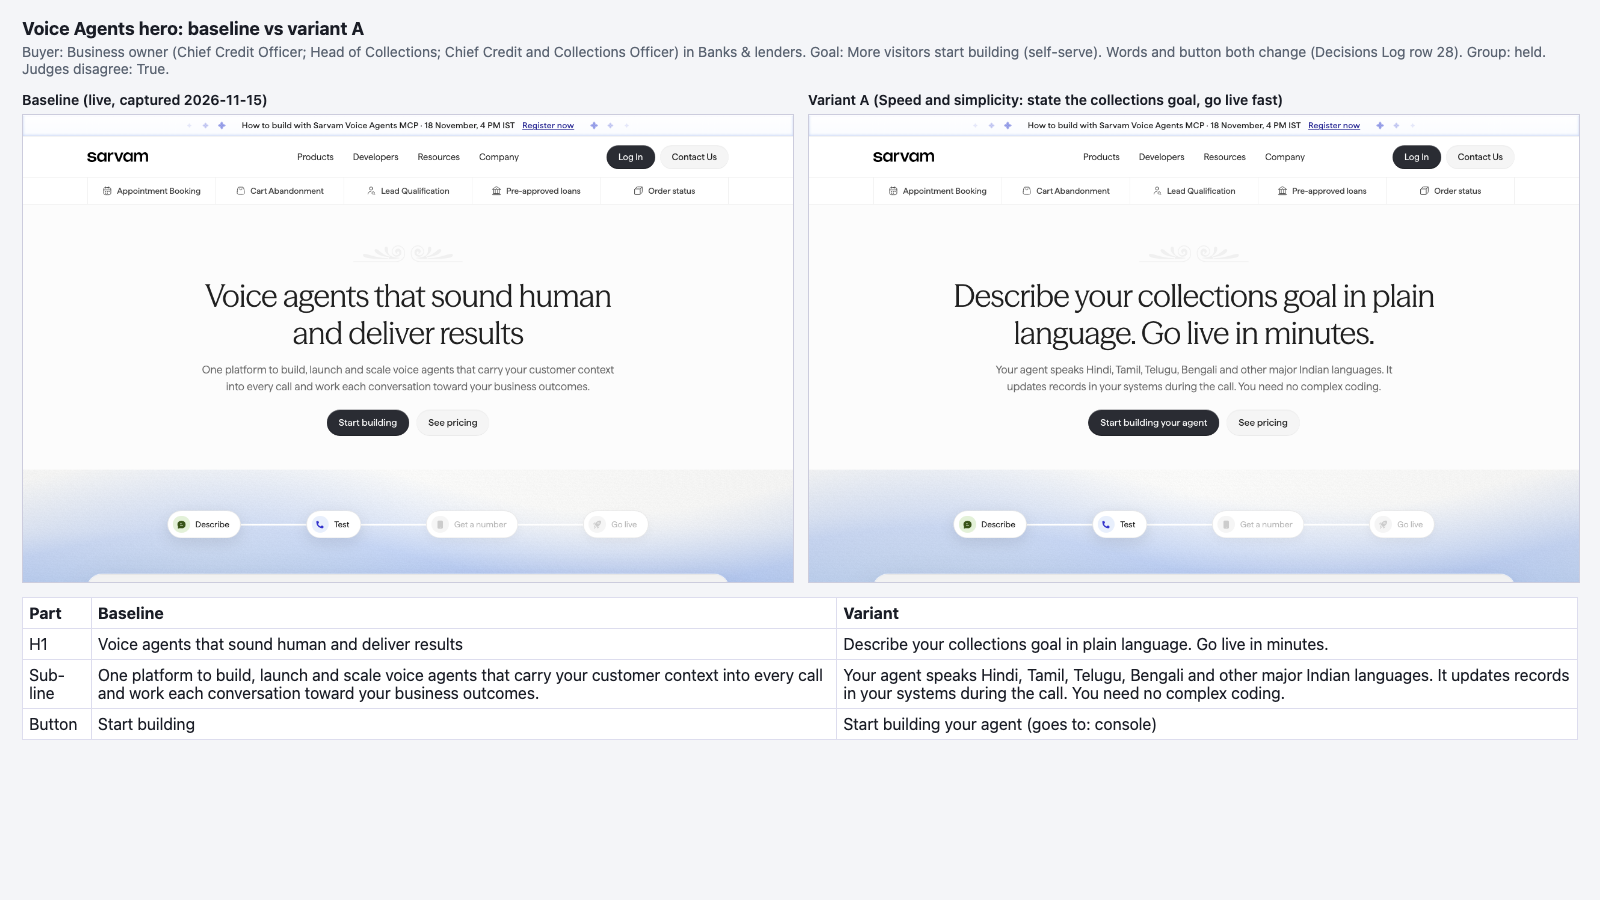 Voice Agents hero: baseline vs variant A
Buyer: Business owner (Chief Credit Officer; Head of Collections; Chief Credit and Collections Officer) in Banks & lenders. Goal: More visitors start building (self-serve). Words and button both change (Decisions Log row 28). Group: held.
Judges disagree: True.
Baseline (live, captured 2026-11-15)
How to build with Sarvam Voice Agents MCP · 18 November, 4 PM IST Register now
sarvam Products Developers Resources Company Log In Contact Us
Appointment Booking Cart Abandonment Lead Qualification Pre-approved loans Order status
Voice agents that sound human
and deliver results
One platform to build, launch and scale voice agents that carry your customer context
into every call and work each conversation toward your business outcomes.
Start building See pricing
Describe Test Get a number Go live
Variant A (Speed and simplicity: state the collections goal, go live fast)
How to build with Sarvam Voice Agents MCP · 18 November, 4 PM IST Register now
sarvam Products Developers Resources Company Log In Contact Us
Appointment Booking Cart Abandonment Lead Qualification Pre-approved loans Order status
Describe your collections goal in plain
language. Go live in minutes.
Your agent speaks Hindi, Tamil, Telugu, Bengali and other major Indian languages. It
updates records in your systems during the call. You need no complex coding.
Start building your agent See pricing
Describe Test Get a number Go live
Part Baseline Variant
H1 Voice agents that sound human and deliver results Describe your collections goal in plain language. Go live in minutes.
Sub-line One platform to build, launch and scale voice agents that carry your customer context into every call and work each conversation toward your business outcomes. Your agent speaks Hindi, Tamil, Telugu, Bengali and other major Indian languages. It updates records in your systems during the call. You need no complex coding.
Button Start building Start building your agent (goes to: console)